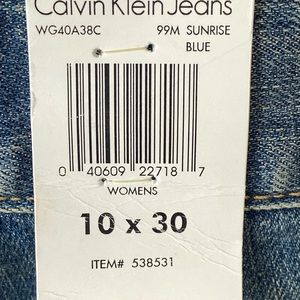 Calvin Klein Jeans
WG40A38C 99M SUNRISE
BLUE
0 40609 22718 7
WOMENS
10 x 30
ITEM# 538531